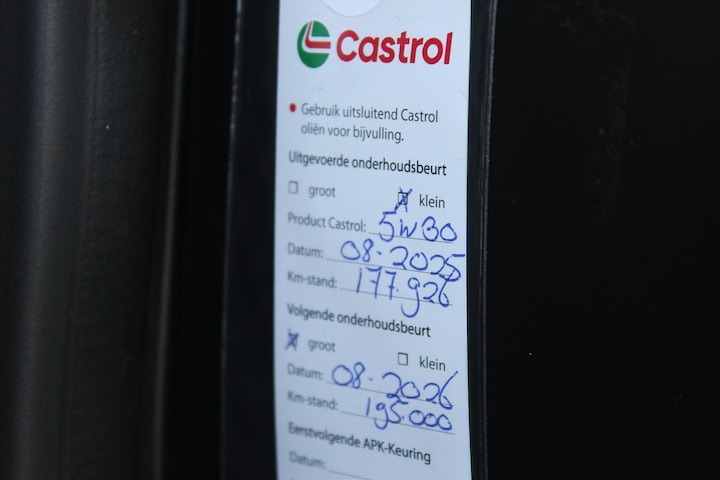 Castrol
• Gebruik uitsluitend Castrol
oliën voor bijvulling.
Uitgevoerde onderhoudsbeurt
☐ groot ☒ klein
Product Castrol: 5W30
Datum: 08-2025
Km-stand: 177.926
Volgende onderhoudsbeurt
☒ groot ☐ klein
Datum: 08-2026
Km-stand: 195.000
Eerstvolgende APK-Keuring
Datum: